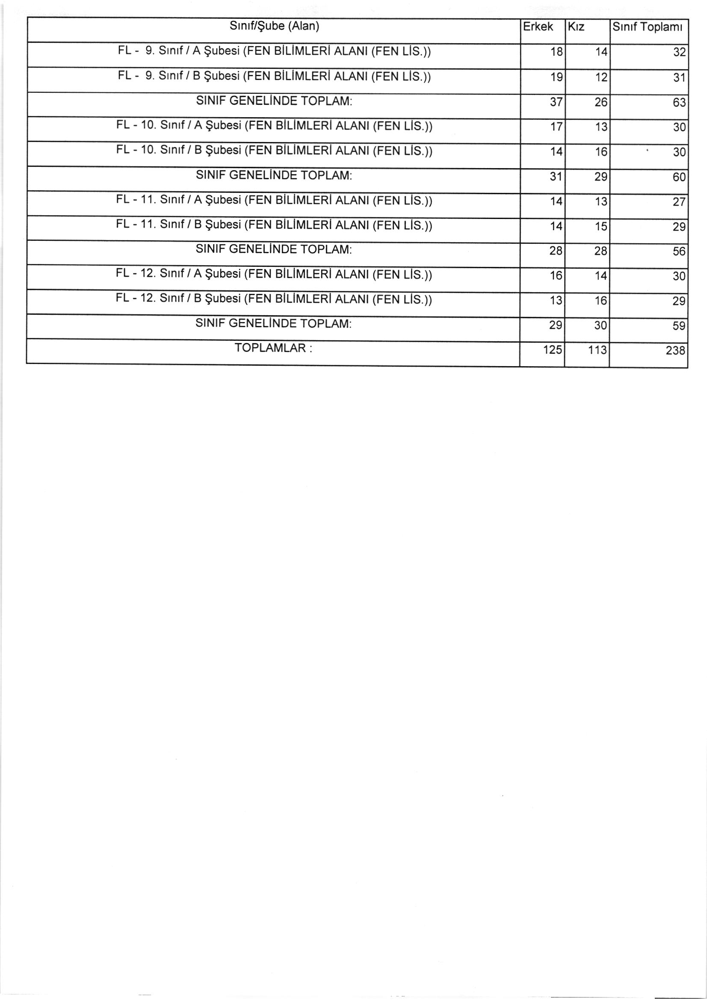 Sınıf/Şube (Alan) Erkek Kız Sınıf Toplamı
FL - 9. Sınıf / A Şubesi (FEN BİLİMLERİ ALANI (FEN LİS.)) 18 14 32
FL - 9. Sınıf / B Şubesi (FEN BİLİMLERİ ALANI (FEN LİS.)) 19 12 31
SINIF GENELİNDE TOPLAM: 37 26 63
FL - 10. Sınıf / A Şubesi (FEN BİLİMLERİ ALANI (FEN LİS.)) 17 13 30
FL - 10. Sınıf / B Şubesi (FEN BİLİMLERİ ALANI (FEN LİS.)) 14 16 30
SINIF GENELİNDE TOPLAM: 31 29 60
FL - 11. Sınıf / A Şubesi (FEN BİLİMLERİ ALANI (FEN LİS.)) 14 13 27
FL - 11. Sınıf / B Şubesi (FEN BİLİMLERİ ALANI (FEN LİS.)) 14 15 29
SINIF GENELİNDE TOPLAM: 28 28 56
FL - 12. Sınıf / A Şubesi (FEN BİLİMLERİ ALANI (FEN LİS.)) 16 14 30
FL - 12. Sınıf / B Şubesi (FEN BİLİMLERİ ALANI (FEN LİS.)) 13 16 29
SINIF GENELİNDE TOPLAM: 29 30 59
TOPLAMLAR : 125 113 238